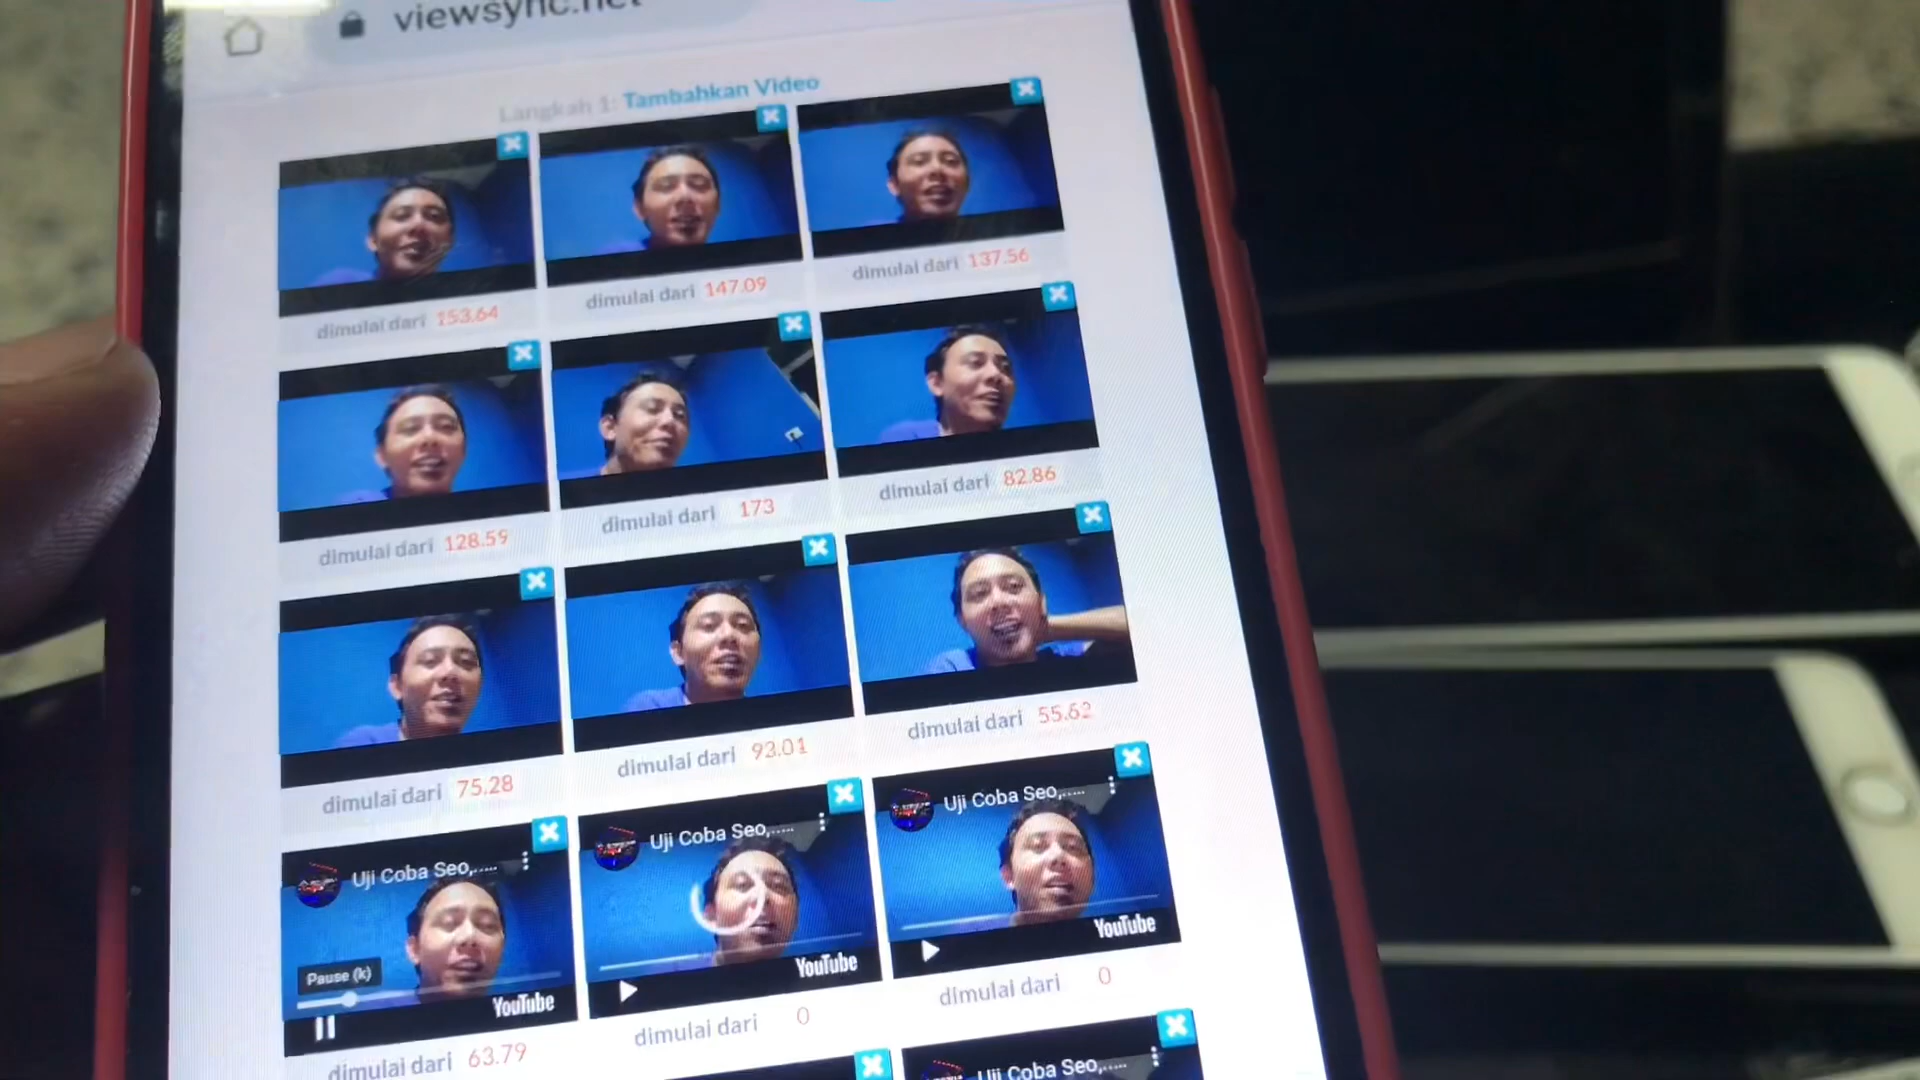 viewsync.net
Langkah 1: Tambahkan Video
dimulai dari 153.64
dimulai dari 147.09
dimulai dari 137.56
dimulai dari 128.59
dimulai dari 173
dimulai dari 82.86
dimulai dari 75.28
dimulai dari 93.01
dimulai dari 55.62
Uji Coba Seo,.....
Pause (k)
YouTube
dimulai dari 63.79
Uji Coba Seo,.....
YouTube
dimulai dari 0
Uji Coba Seo,.....
YouTube
dimulai dari 0
Uji Coba Seo,.....